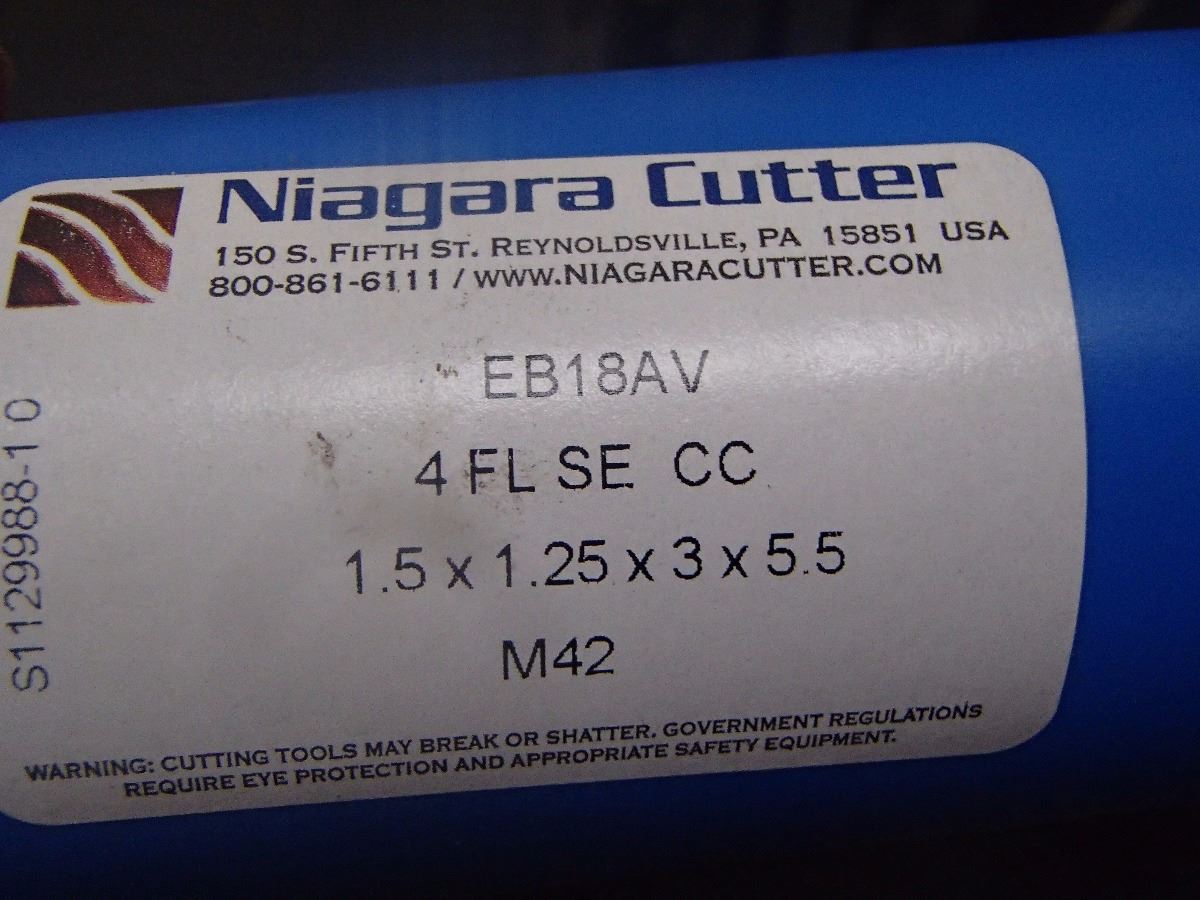 Niagara Cutter
150 S. FIFTH ST. REYNOLDSVILLE, PA 15851 USA
800-861-6111 / WWW.NIAGARACUTTER.COM
EB18AV
4 FL SE CC
1.5 x 1.25 x 3 x 5.5
M42
S1129988-1 0
WARNING: CUTTING TOOLS MAY BREAK OR SHATTER. GOVERNMENT REGULATIONS
REQUIRE EYE PROTECTION AND APPROPRIATE SAFETY EQUIPMENT.